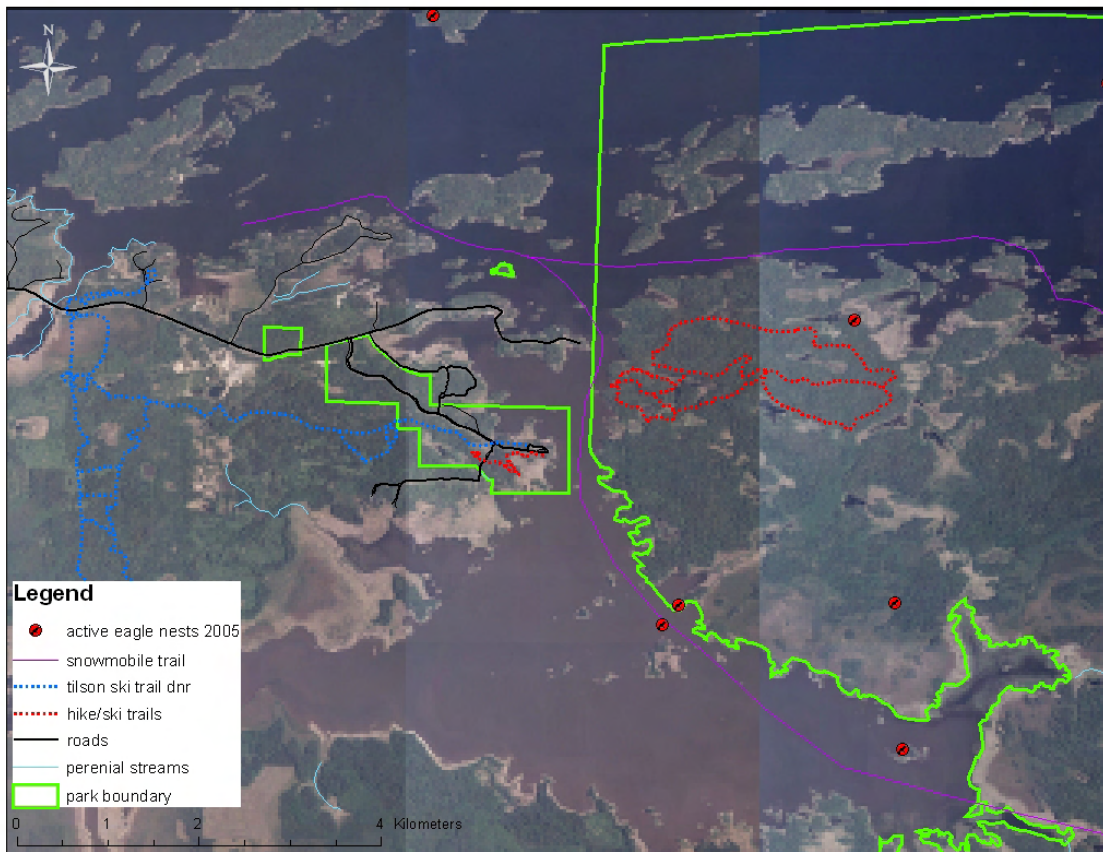 N
Legend
active eagle nests 2005
snowmobile trail
tilson ski trail dnr
hike/ski trails
roads
perenial streams
park boundary
0 1 2 4 Kilometers